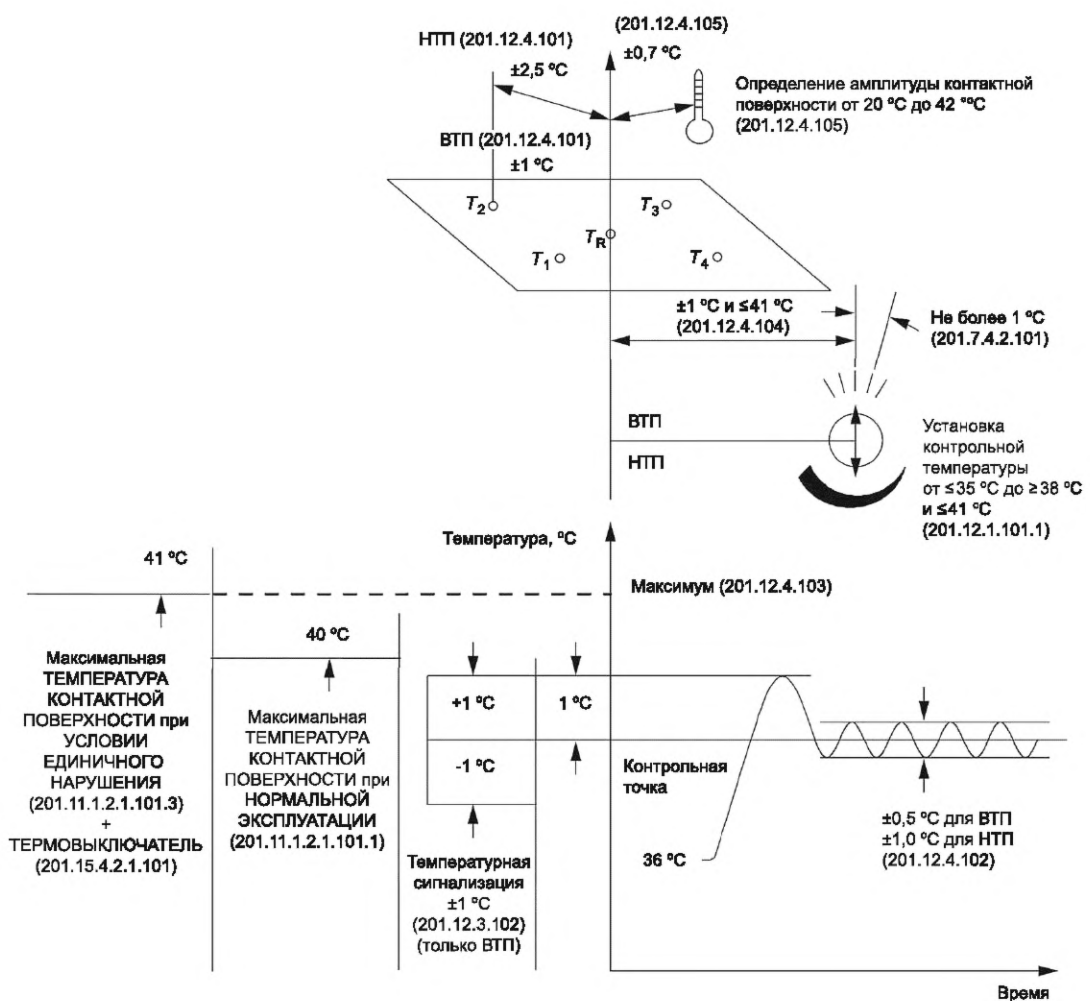 НТП (201.12.4.101)
±2,5 °C
(201.12.4.105)
±0,7 °C
Определение амплитуды контактной
поверхности от 20 °C до 42 °°C
(201.12.4.105)
ВТП (201.12.4.101)
±1 °C
T2
T3
TR
T1
T4
±1 °C и ≤41 °C
(201.12.4.104)
Не более 1 °C
(201.7.4.2.101)
ВТП
НТП
Установка
контрольной
температуры
от ≤35 °C до ≥38 °C
и ≤41 °C
(201.12.1.101.1)
Температура, °C
41 °C
Максимум (201.12.4.103)
40 °C
Максимальная
ТЕМПЕРАТУРА
КОНТАКТНОЙ
ПОВЕРХНОСТИ при
УСЛОВИИ
ЕДИНИЧНОГО
НАРУШЕНИЯ
(201.11.1.2.1.101.3)
+
ТЕРМОВЫКЛЮЧАТЕЛЬ
(201.15.4.2.1.101)
Максимальная
ТЕМПЕРАТУРА
КОНТАКТНОЙ
ПОВЕРХНОСТИ при
НОРМАЛЬНОЙ
ЭКСПЛУАТАЦИИ
(201.11.1.2.1.101.1)
+1 °C
-1 °C
1 °C
Температурная
сигнализация
±1 °C
(201.12.3.102)
(только ВТП)
Контрольная
точка
36 °C
±0,5 °C для ВТП
±1,0 °C для НТП
(201.12.4.102)
Время